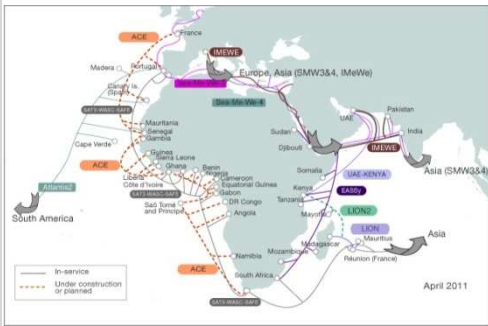 ACE
France
IMEWE
Madeira
Portugal
Europe, Asia (SMW3&4, IMeWe)
Sea-Me-We-3
Canary Is.
(Spain)
Sea-Me-We-4
SAT3-WASC-SAFE
Pakistan
UAE
India
Mauritania
Senegal
Gambia
Sudan
IMEWE
Cape Verde
Djibouti
Asia (SMW3&4)
Guinea
Sierra Leone
ACE
Ghana
Benin
Nigeria
Somalia
UAE-KENYA
Liberia
Côte d'Ivoire
Cameroon
Equatorial Guinea
Gabon
Kenya
EASSy
Atlantis2
SAT3-WASC-SAFE
Tanzania
South America
Saõ Tomé
and Principe
DR Congo
Angola
Mayotte
LION2
LION
Mauritius
Asia
Madagascar
Réunion (France)
Mozambique
Namibia
ACE
South Africa
SAT3-WASC-SAFE
In-service
Under construction
or planned
April 2011